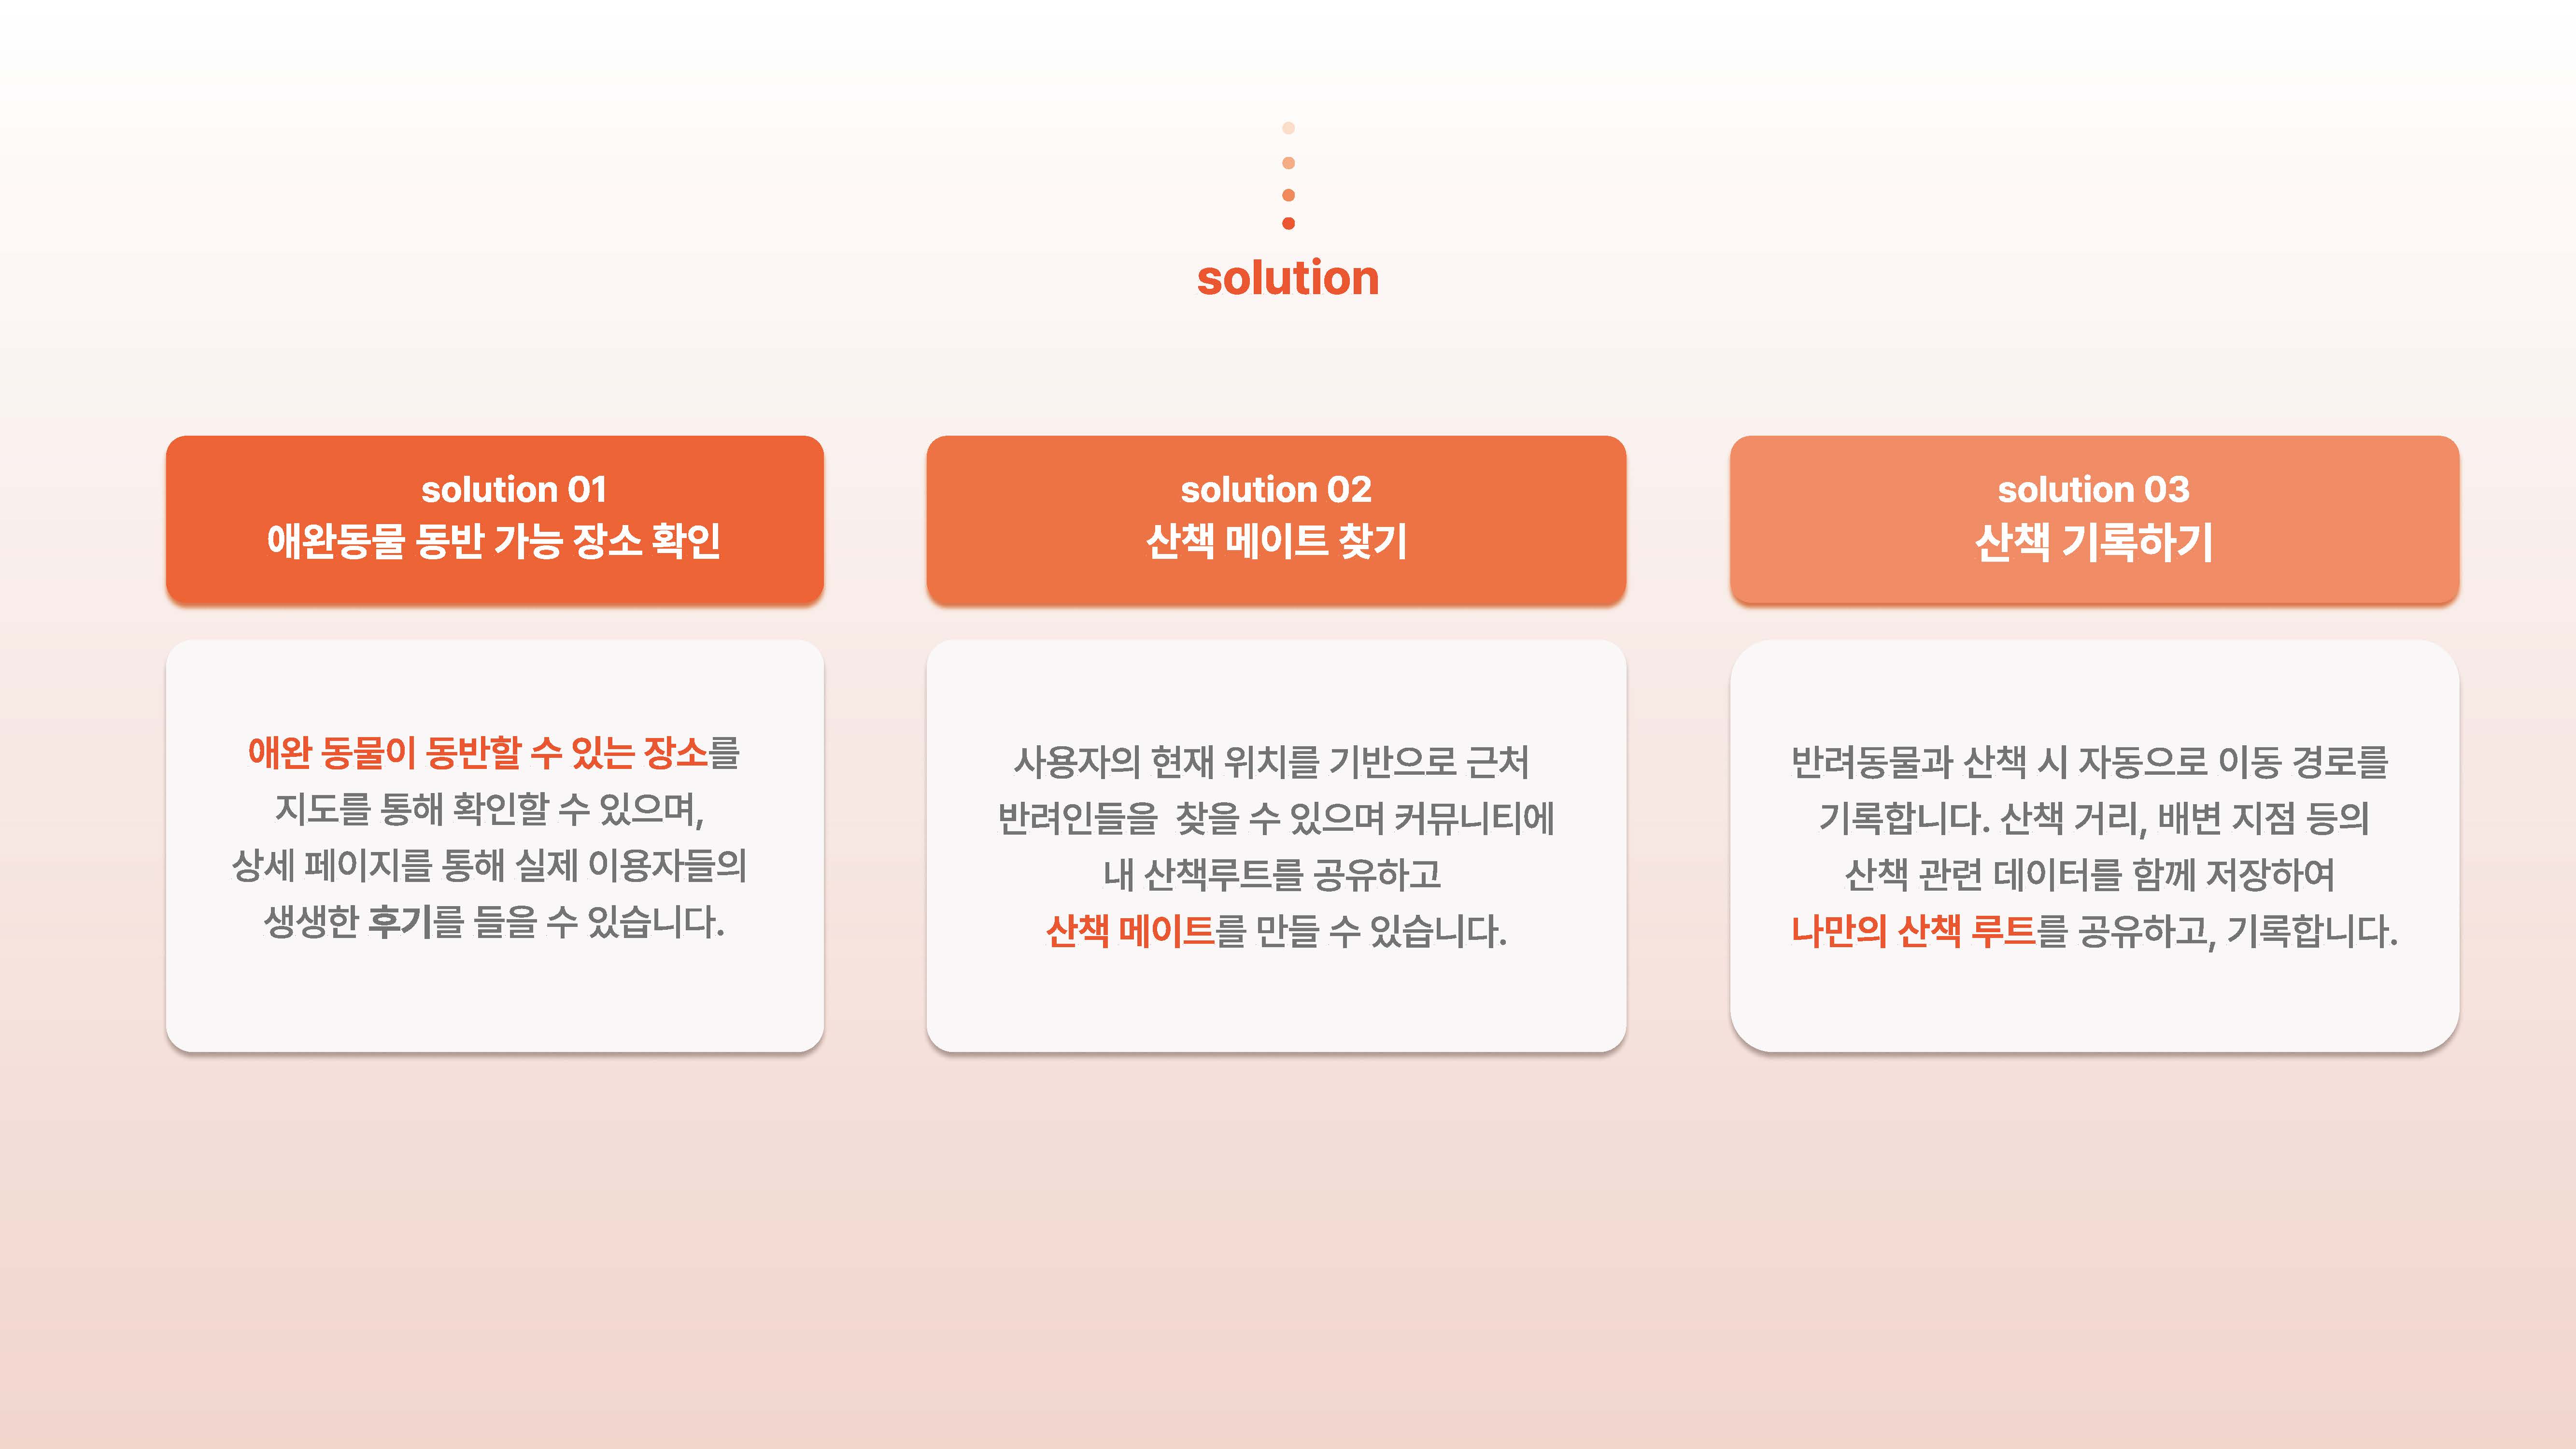 solution
solution 01
애완동물 동반 가능 장소 확인
애완 동물이 동반할 수 있는 장소를
지도를 통해 확인할 수 있으며,
상세 페이지를 통해 실제 이용자들의
생생한 후기를 들을 수 있습니다.
solution 02
산책 메이트 찾기
사용자의 현재 위치를 기반으로 근처
반려인들을  찾을 수 있으며 커뮤니티에
내 산책루트를 공유하고
산책 메이트를 만들 수 있습니다.
solution 03
산책 기록하기
반려동물과 산책 시 자동으로 이동 경로를
기록합니다. 산책 거리, 배변 지점 등의
산책 관련 데이터를 함께 저장하여
나만의 산책 루트를 공유하고, 기록합니다.